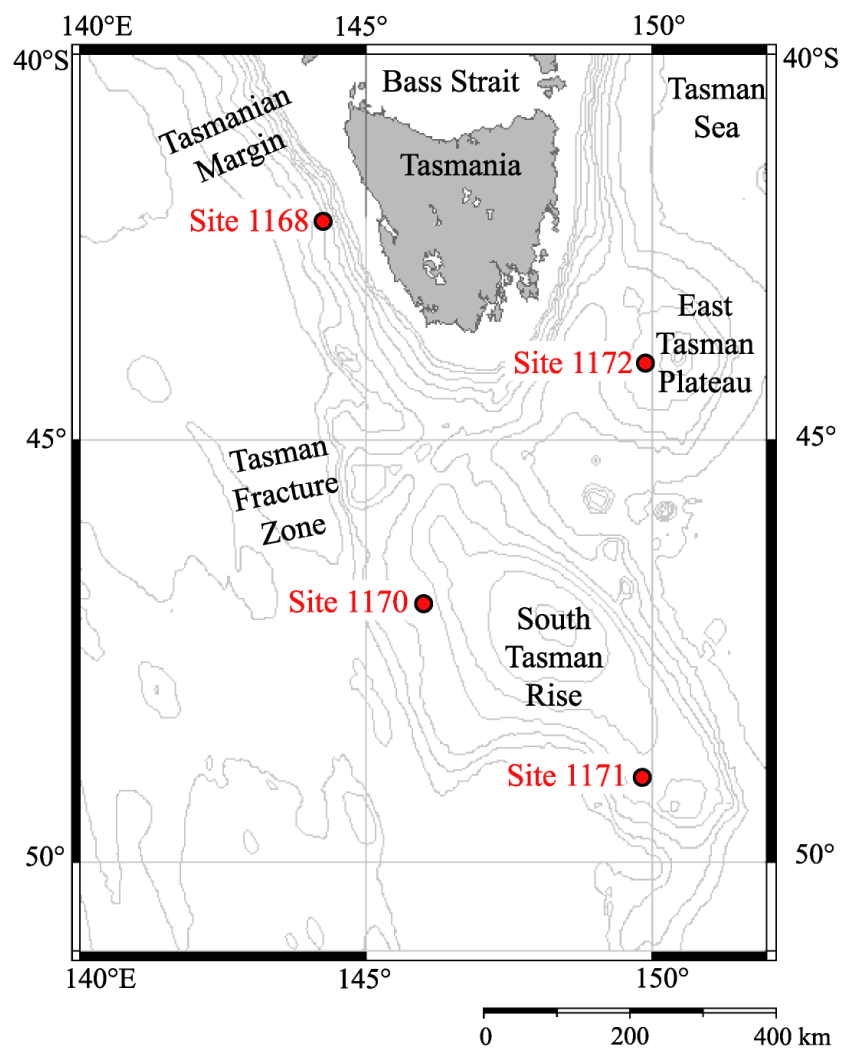 140°E 145° 150°
40°S 40°S
Bass Strait
Tasman
Sea
Tasmanian
Margin
Tasmania
Site 1168
East
Tasman
Plateau
Site 1172
45° 45°
Tasman
Fracture
Zone
Site 1170
South
Tasman
Rise
Site 1171
50° 50°
140°E 145° 150°
0 200 400 km